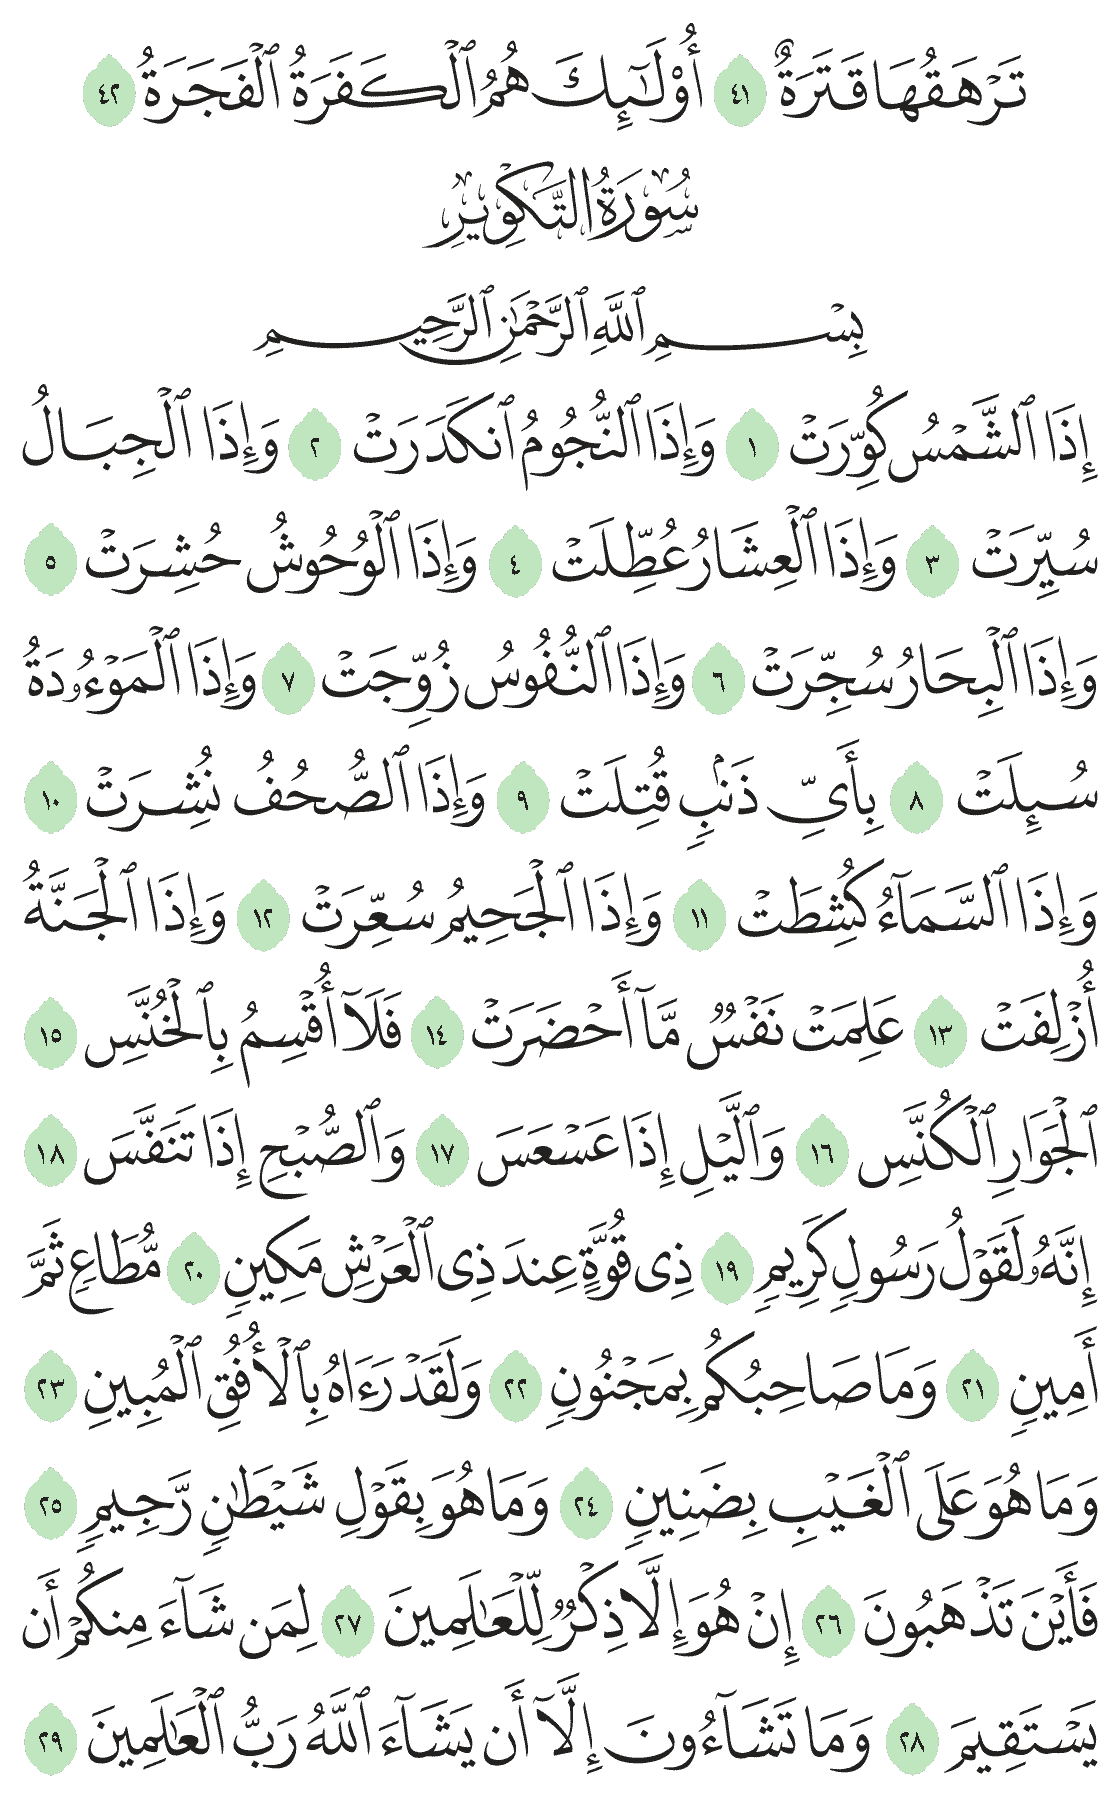 تَرْهَقُهَا قَتَرَةٌ ٤١ أُو۟لَـٰٓئِكَ هُمُ ٱلْكَفَرَةُ ٱلْفَجَرَةُ ٤٢
سُورَةُ التَّكْوِيرِ
بِسْمِ ٱللَّهِ ٱلرَّحْمَـٰنِ ٱلرَّحِيمِ
إِذَا ٱلشَّمْسُ كُوِّرَتْ ١ وَإِذَا ٱلنُّجُومُ ٱنكَدَرَتْ ٢ وَإِذَا ٱلْجِبَالُ
سُيِّرَتْ ٣ وَإِذَا ٱلْعِشَارُ عُطِّلَتْ ٤ وَإِذَا ٱلْوُحُوشُ حُشِرَتْ ٥
وَإِذَا ٱلْبِحَارُ سُجِّرَتْ ٦ وَإِذَا ٱلنُّفُوسُ زُوِّجَتْ ٧ وَإِذَا ٱلْمَوْءُۥدَةُ
سُئِلَتْ ٨ بِأَىِّ ذَنۢبٍ قُتِلَتْ ٩ وَإِذَا ٱلصُّحُفُ نُشِرَتْ ١٠
وَإِذَا ٱلسَّمَآءُ كُشِطَتْ ١١ وَإِذَا ٱلْجَحِيمُ سُعِّرَتْ ١٢ وَإِذَا ٱلْجَنَّةُ
أُزْلِفَتْ ١٣ عَلِمَتْ نَفْسٌ مَّآ أَحْضَرَتْ ١٤ فَلَآ أُقْسِمُ بِٱلْخُنَّسِ ١٥
ٱلْجَوَارِ ٱلْكُنَّسِ ١٦ وَٱلَّيْلِ إِذَا عَسْعَسَ ١٧ وَٱلصُّبْحِ إِذَا تَنَفَّسَ ١٨
إِنَّهُۥ لَقَوْلُ رَسُولٍ كَرِيمٍ ١٩ ذِى قُوَّةٍ عِندَ ذِى ٱلْعَرْشِ مَكِينٍ ٢٠ مُّطَاعٍ ثَمَّ
أَمِينٍ ٢١ وَمَا صَاحِبُكُم بِمَجْنُونٍ ٢٢ وَلَقَدْ رَءَاهُ بِٱلْأُفُقِ ٱلْمُبِينِ ٢٣
وَمَا هُوَ عَلَى ٱلْغَيْبِ بِضَنِينٍ ٢٤ وَمَا هُوَ بِقَوْلِ شَيْطَـٰنٍ رَّجِيمٍ ٢٥
فَأَيْنَ تَذْهَبُونَ ٢٦ إِنْ هُوَ إِلَّا ذِكْرٌ لِّلْعَـٰلَمِينَ ٢٧ لِمَن شَآءَ مِنكُمْ أَن
يَسْتَقِيمَ ٢٨ وَمَا تَشَآءُونَ إِلَّآ أَن يَشَآءَ ٱللَّهُ رَبُّ ٱلْعَـٰلَمِينَ ٢٩